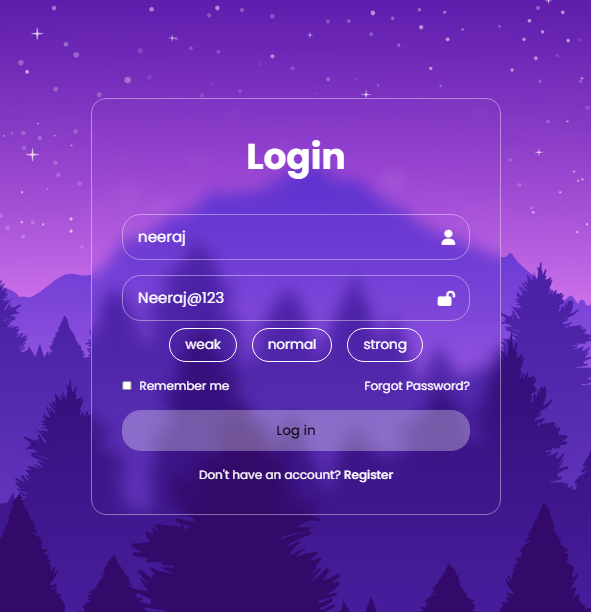 Login
neeraj
Neeraj@123
weak normal strong
Remember me Forgot Password?
Log in
Don't have an account? Register